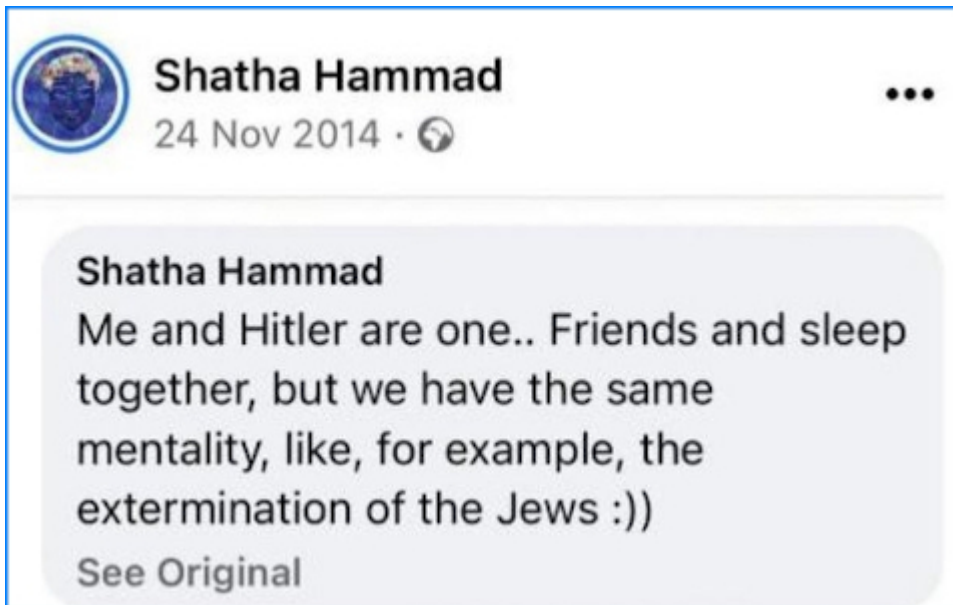 Shatha Hammad
24 Nov 2014 ·
Shatha Hammad
Me and Hitler are one.. Friends and sleep
together, but we have the same
mentality, like, for example, the
extermination of the Jews :))
See Original